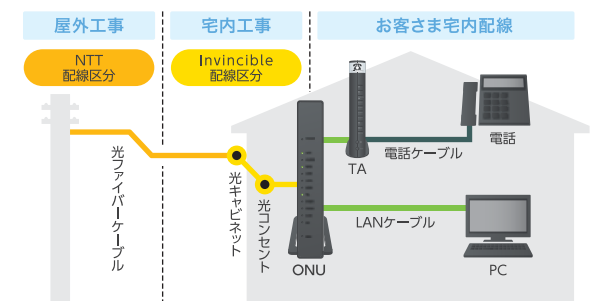 屋外工事
宅内工事
お客さま宅内配線
NTT
配線区分
Invincible
配線区分
光ファイバーケーブル
光キャビネット
光コンセント
ONU
TA
電話ケーブル
電話
LANケーブル
PC